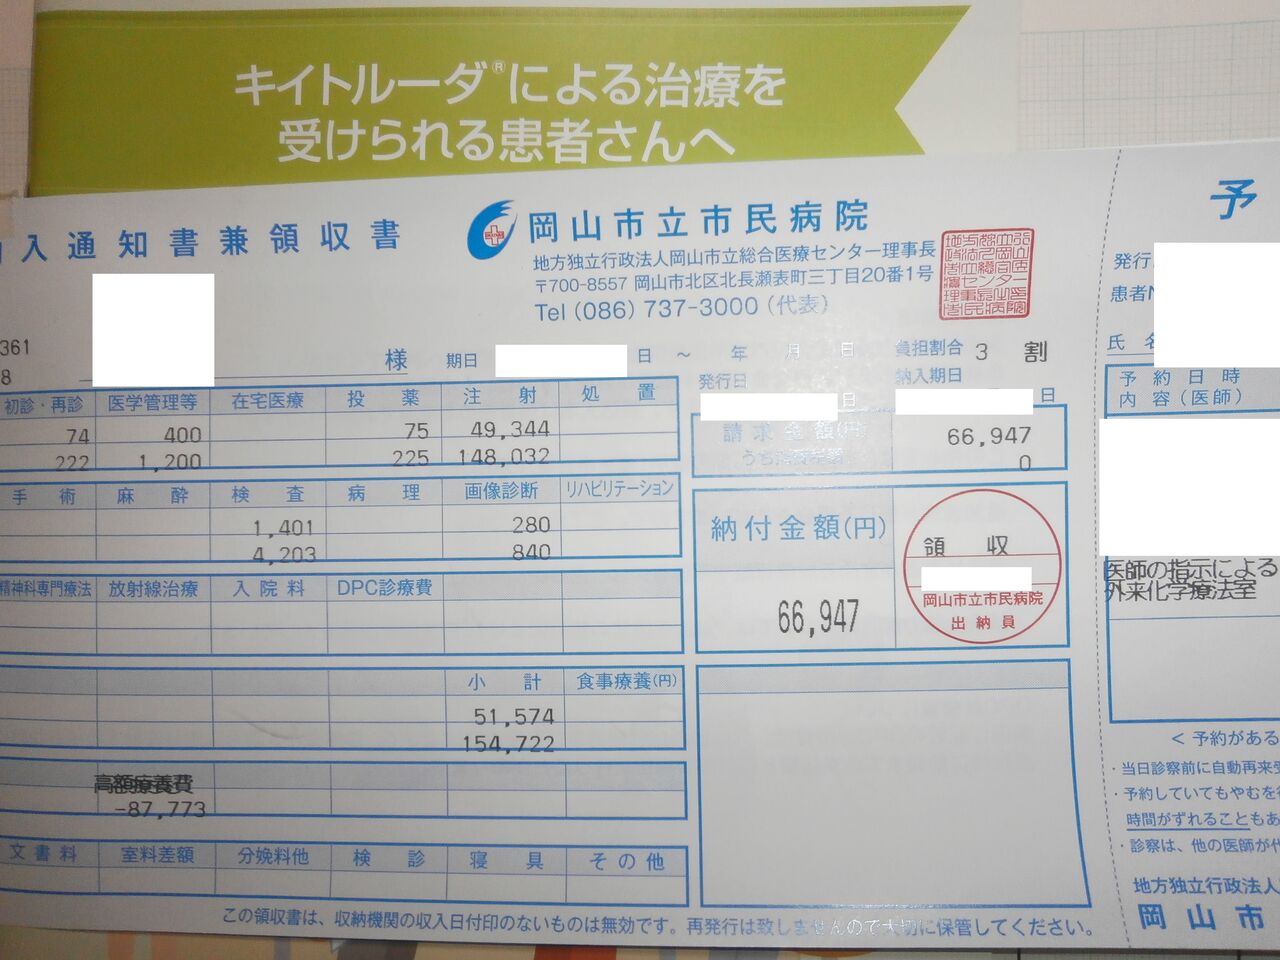 キイトルーダ®による治療を
受けられる患者さんへ
入通知書兼領収書
岡山市立市民病院
地方独立行政法人岡山市立総合医療センター理事長
〒700-8557 岡山市北区北長瀬表町三丁目20番1号
Tel (086) 737-3000 (代表)
予
発行
患者N
氏 名
361
8
様 期日 日 ～ 年 月 日 負担割合 3 割
発行日 日 納入期日 日
初診・再診 医学管理等 在宅医療 投 薬 注 射 処 置
74 400 75 49,344
222 1,200 225 148,032
請求金額(円) 66,947
0
手 術 麻 酔 検 査 病 理 画像診断 リハビリテーション
1,401 280
4,203 840
納付金額(円)
66,947
領 収
岡山市立市民病院
出 納 員
精神科専門療法 放射線治療 入 院 料 DPC診療費
小 計 食事療養(円)
51,574
154,722
高額療養費
-87,773
文 書 料 室料差額 分娩料他 検 診 寝 具 その他
この領収書は、収納機関の収入日付印のないものは無効です。再発行は致しませんので大切に保管してください。
予 約 日 時
内 容 (医 師)
医師の指示による
外来化学療法室
< 予約がある
・当日診察前に自動再来受
・予約していてもやむを得
時間がずれることもあ
・診察は、他の医師が代
地方独立行政法人
岡 山 市